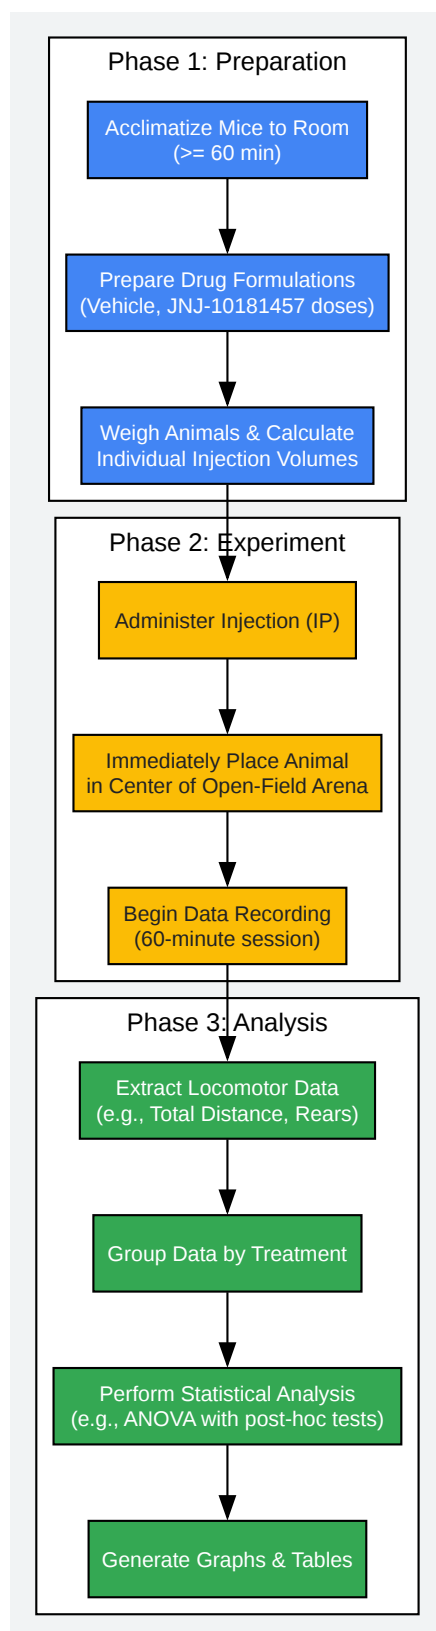 Phase 1: Preparation
Acclimatize Mice to Room
(>= 60 min)
Prepare Drug Formulations
(Vehicle, JNJ-10181457 doses)
Weigh Animals & Calculate
Individual Injection Volumes
Phase 2: Experiment
Administer Injection (IP)
Immediately Place Animal
in Center of Open-Field Arena
Begin Data Recording
(60-minute session)
Phase 3: Analysis
Extract Locomotor Data
(e.g., Total Distance, Rears)
Group Data by Treatment
Perform Statistical Analysis
(e.g., ANOVA with post-hoc tests)
Generate Graphs & Tables